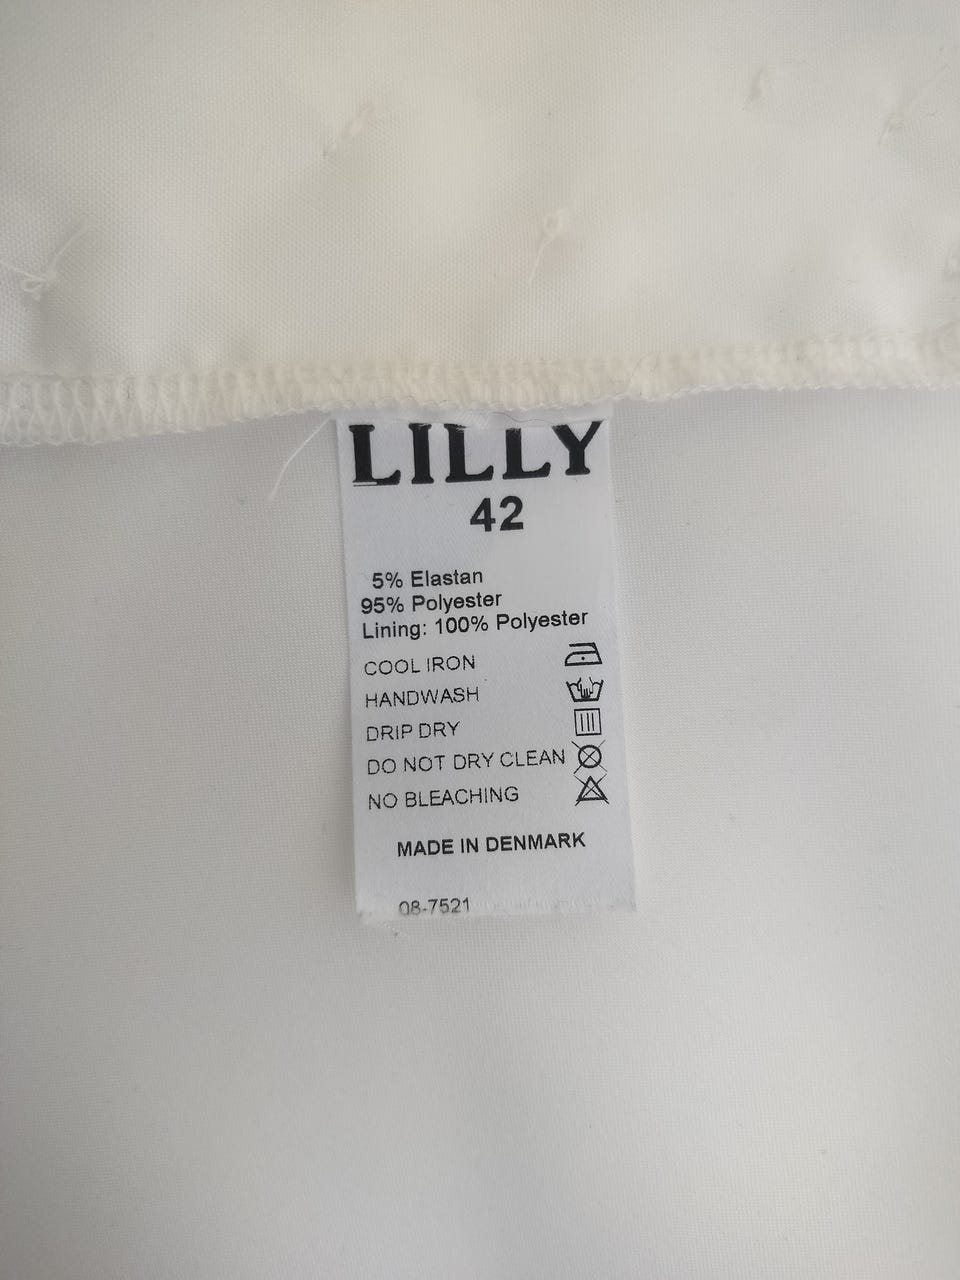 LILLY
42
5% Elastan
95% Polyester
Lining: 100% Polyester
COOL IRON
HANDWASH
DRIP DRY
DO NOT DRY CLEAN
NO BLEACHING
MADE IN DENMARK
08-7521